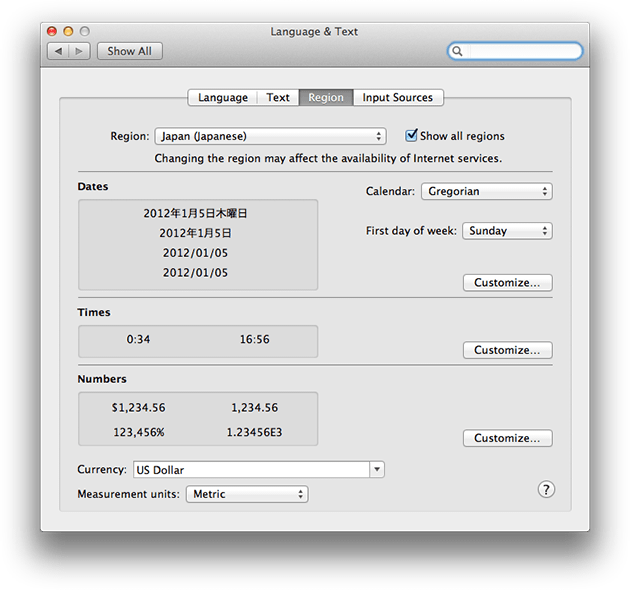 Language & Text
Show All
Language Text Region Input Sources
Region: Japan (Japanese) Show all regions
Changing the region may affect the availability of Internet services.
Dates
Calendar: Gregorian
2012年1月5日木曜日
2012年1月5日
First day of week: Sunday
2012/01/05
2012/01/05
Customize...
Times
0:34 16:56
Customize...
Numbers
$1,234.56 1,234.56
123,456% 1.23456E3
Customize...
Currency: US Dollar
Measurement units: Metric
?